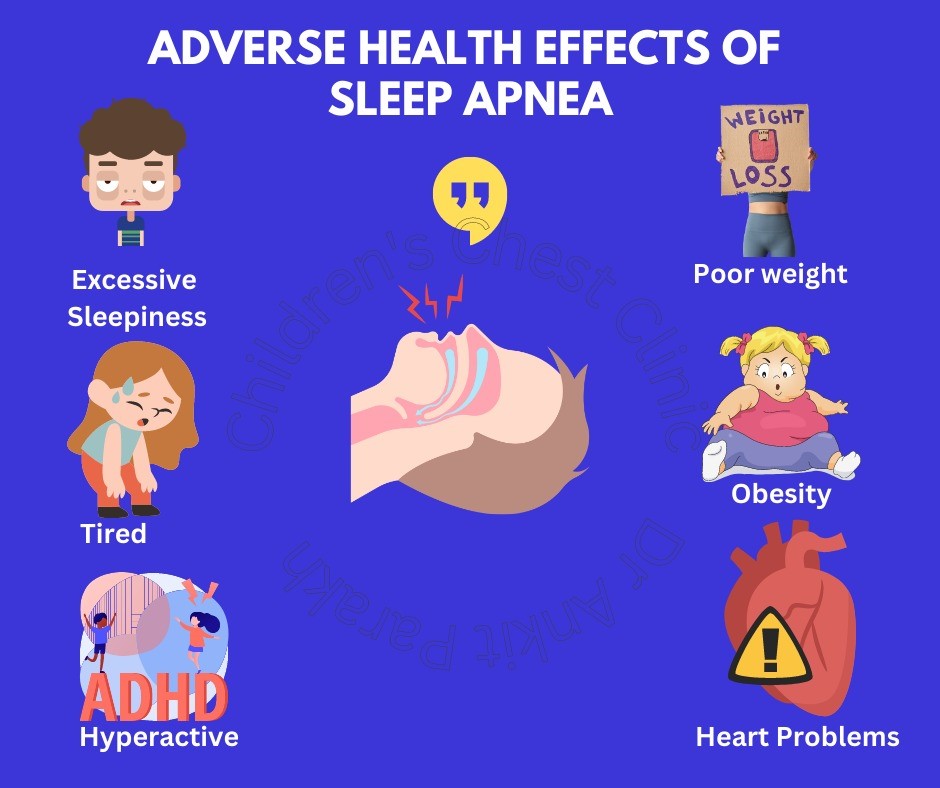 ADVERSE HEALTH EFFECTS OF
SLEEP APNEA
WEIGHT
LOSS
Excessive
Sleepiness
Poor weight
Children's Chest Clinic
Tired
Obesity
ADHD
Hyperactive
Heart Problems
Dr Ankit Parakh